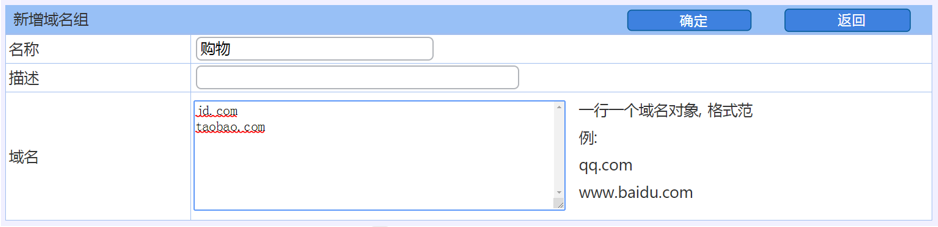 新增域名组 确定 返回
名称 购物
描述
域名
jd.com
taobao.com
一行一个域名对象, 格式范
例:
qq.com
www.baidu.com